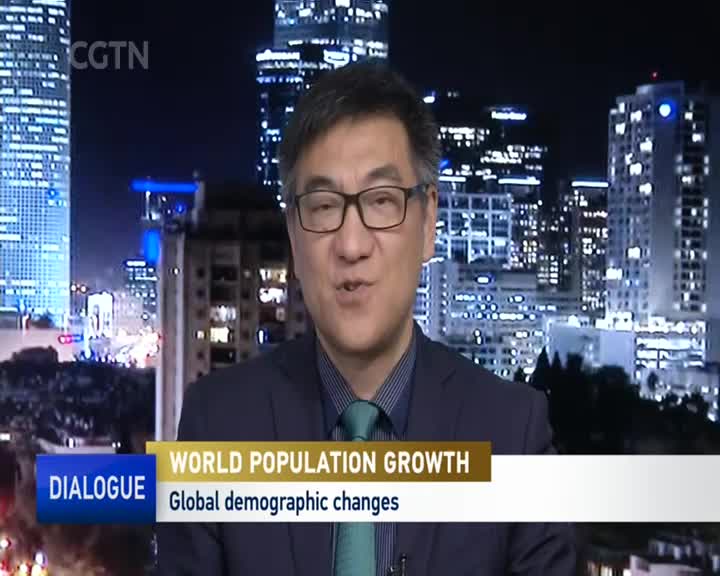 CGTN
WORLD POPULATION GROWTH
DIALOGUE
Global demographic changes